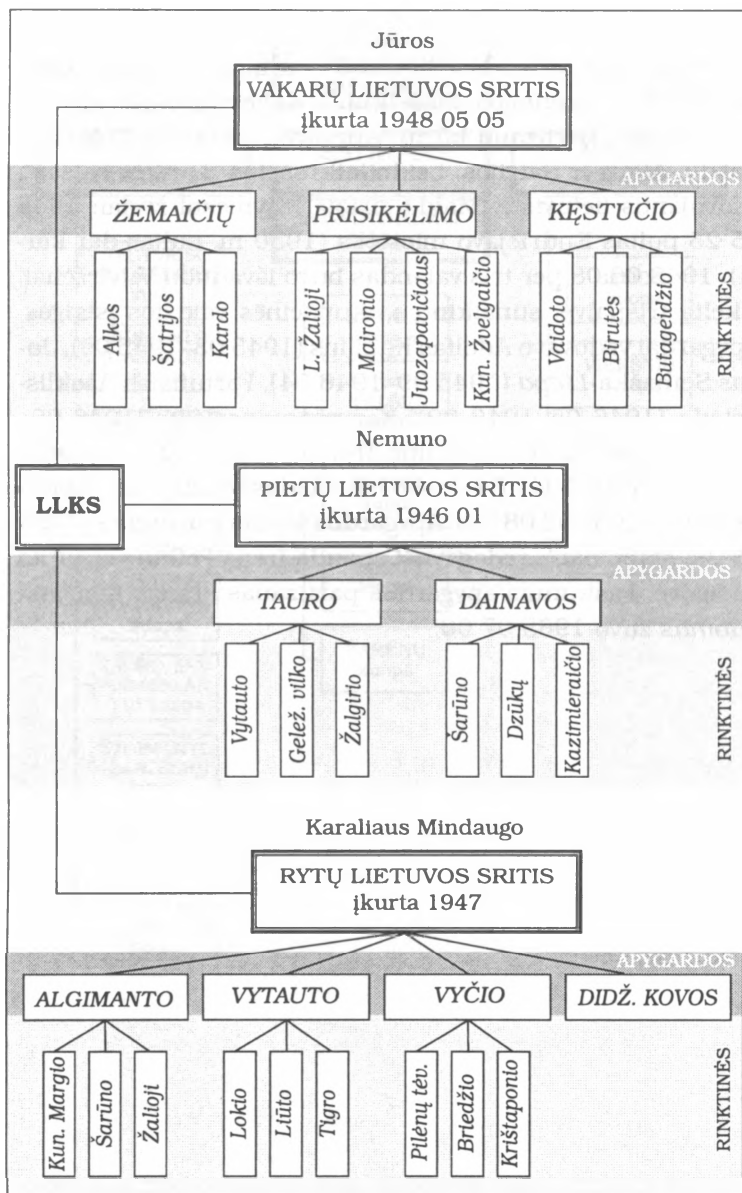 Jūros
VAKARŲ LIETUVOS SRITIS
įkurta 1948 05 05
APYGARDOS
ŽEMAIČIŲ
PRISIKĖLIMO
KĘSTUČIO
Alkos
Šatrijos
Kardo
L. Žalioj
Maironio
Juozapavičiaus
Kun. Žvelgaičio
Vaidoto
Birutės
Butageidžio
RINKTINĖS
LLKS
Nemuno
PIETŲ LIETUVOS SRITIS
įkurta 1946 01
APYGARDOS
TAURO
DAINAVOS
Vytauto
Gelež. vilko
Žalgirio
Šarūno
Dzūkų
Kazimieraičio
RINKTINĖS
Karaliaus Mindaugo
RYTŲ LIETUVOS SRITIS
įkurta 1947
APYGARDOS
ALGIMANTO
VYTAUTO
VYČIO
DIDŽ. KOVOS
Kun. Margio
Šarūno
Žalioji
Lokio
Liūto
Tigro
Pilėnų tėv.
Briedžio
Krištaponio
RINKTINĖS